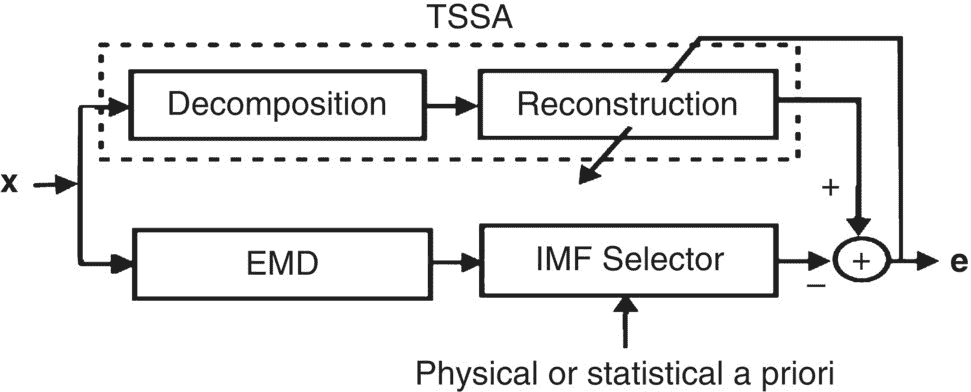 TSSA
Decomposition
Reconstruction
x
+
EMD
IMF Selector
+
e
–
Physical or statistical a priori